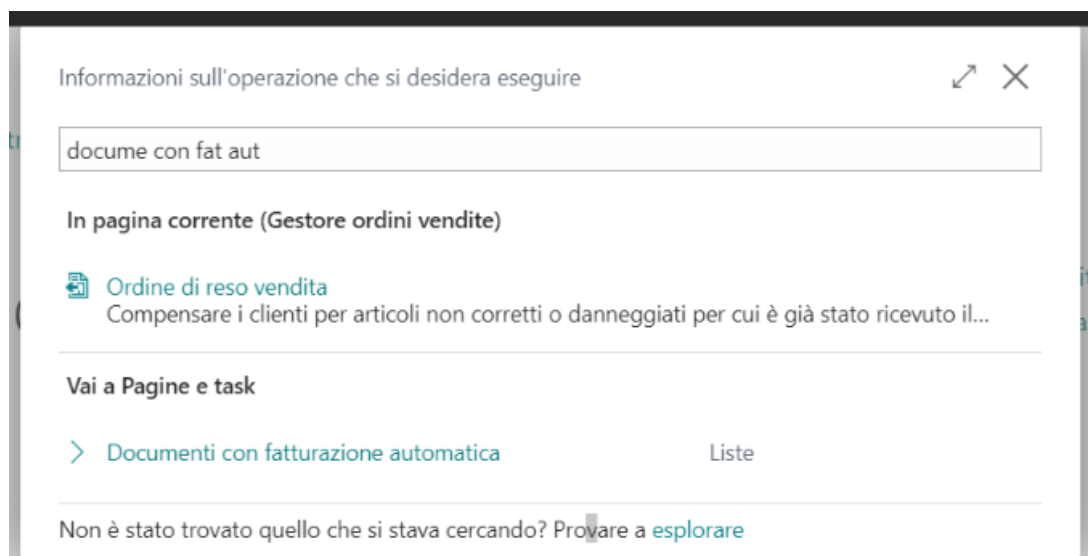 Informazioni sull'operazione che si desidera eseguire
docume con fat aut
In pagina corrente (Gestore ordini vendite)
Ordine di reso vendita
Compensare i clienti per articoli non corretti o danneggiati per cui è già stato ricevuto il...
Vai a Pagine e task
Documenti con fatturazione automatica Liste
Non è stato trovato quello che si stava cercando? Provare a esplorare